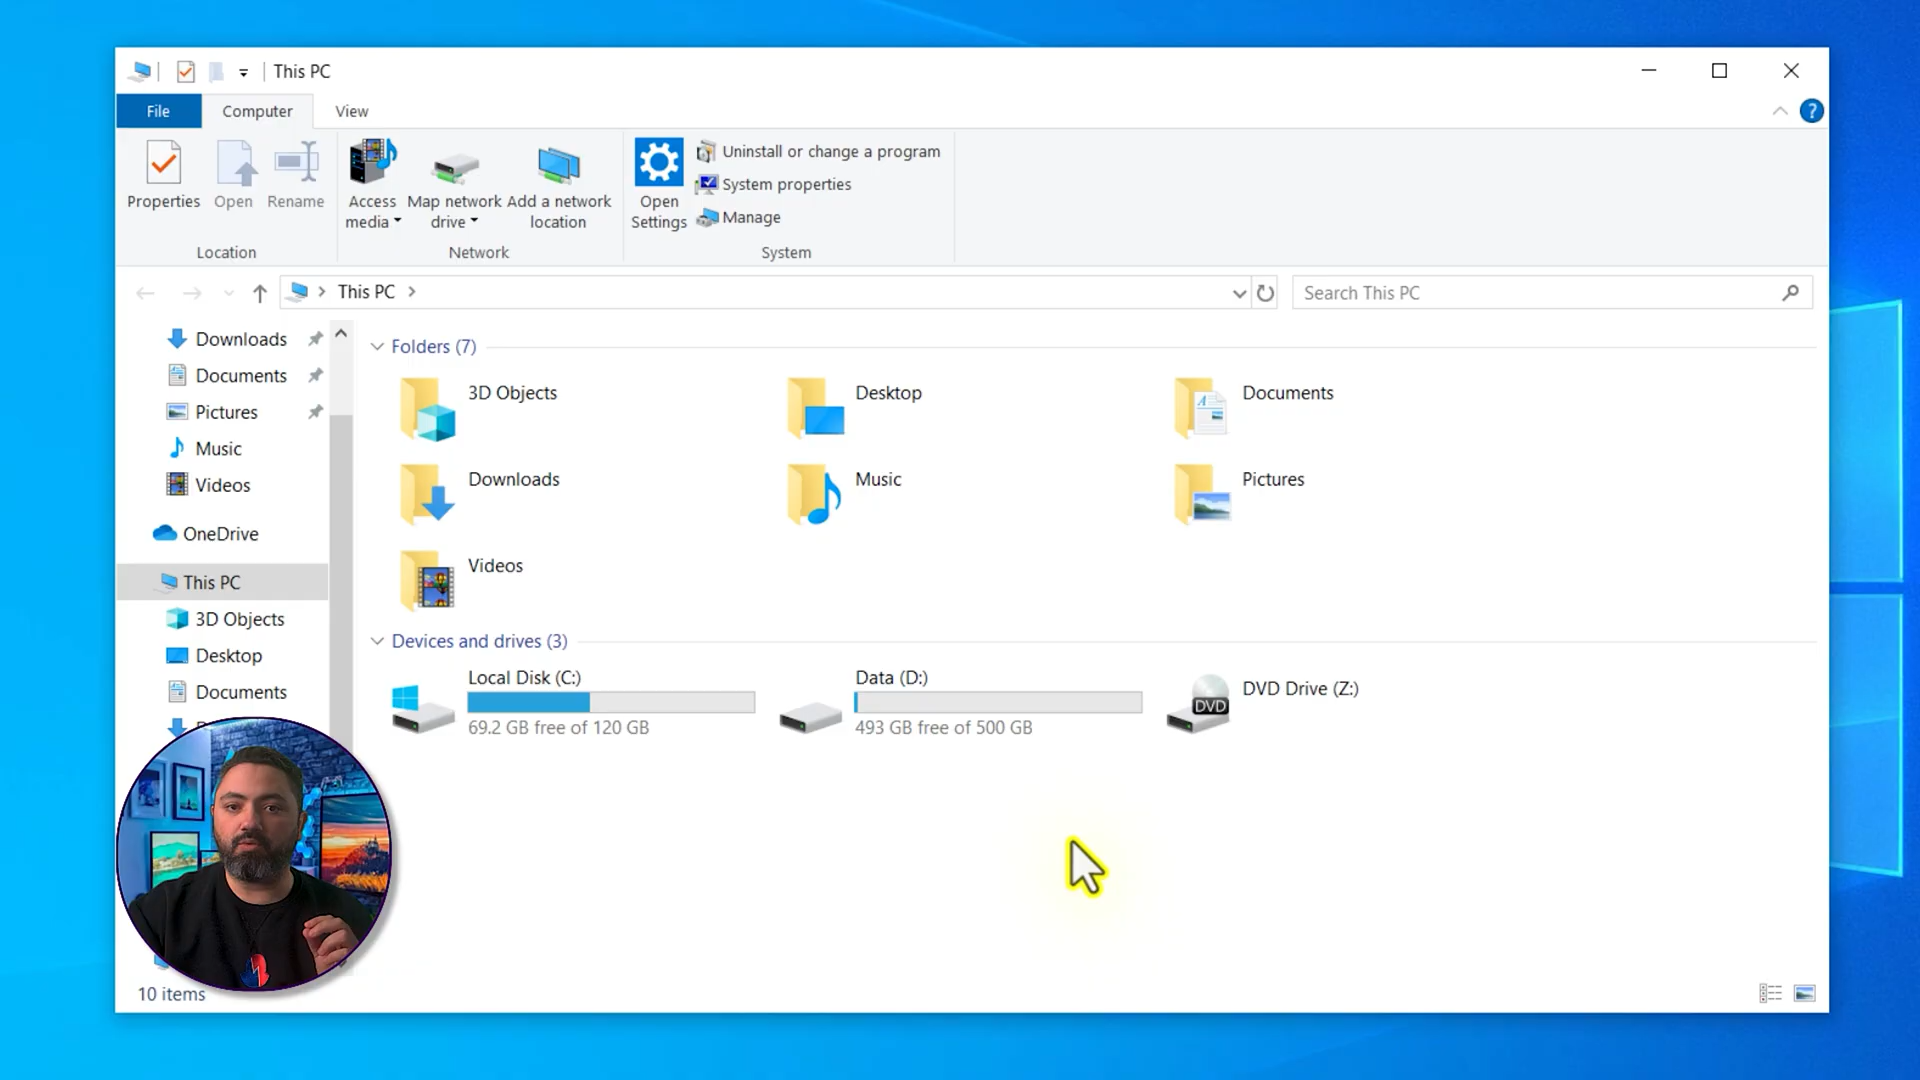 This PC
File
Computer
View
?
Properties
Open
Rename
Access
media
Map network
drive
Add a network
location
Open
Settings
Uninstall or change a program
System properties
Manage
Location
Network
System
This PC
Search This PC
Downloads
Documents
Pictures
Music
Videos
OneDrive
This PC
3D Objects
Desktop
Documents
Folders (7)
3D Objects
Desktop
Documents
A
Downloads
Music
Pictures
Videos
Devices and drives (3)
Local Disk (C:)
69.2 GB free of 120 GB
Data (D:)
493 GB free of 500 GB
DVD
DVD Drive (Z:)
10 items